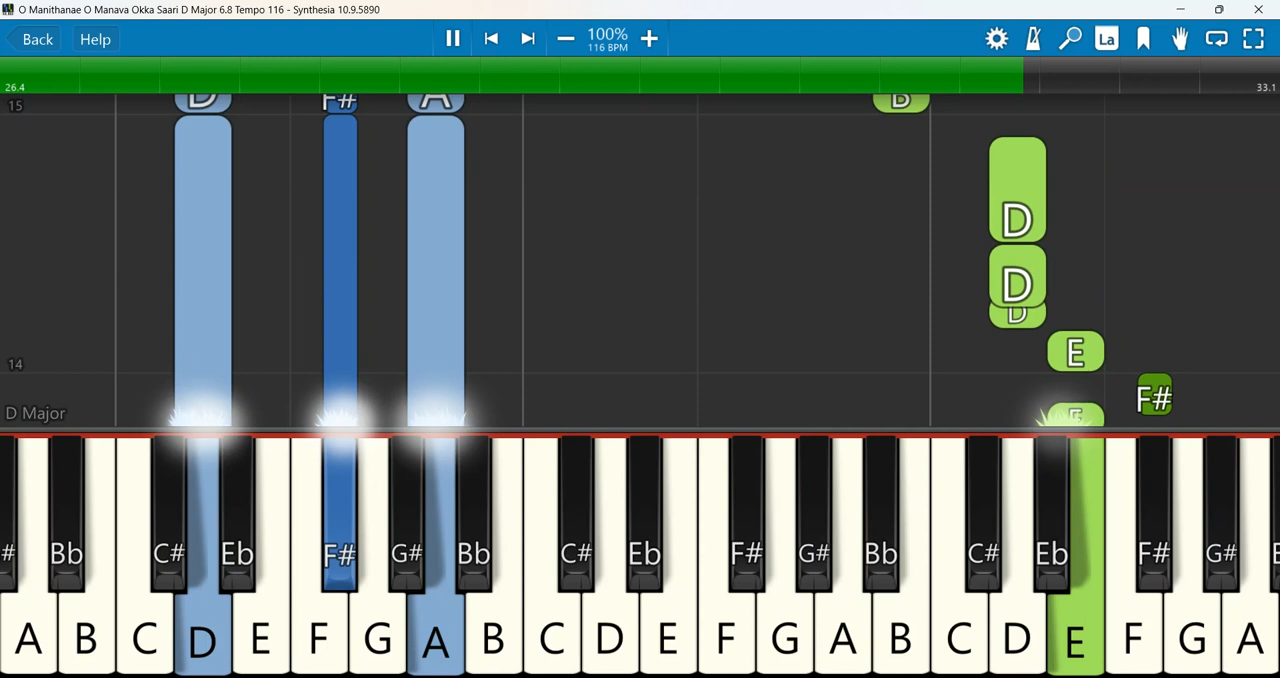 O Manithanae O Manava Okka Saari D Major 6.8 Tempo 116 - Synthesia 10.9.5890
Back Help 100% La
116 BPM
26.4 33.1
15 D F# A B
D
D
D
E
14
F#
D Major E
# Bb C# Eb F# G# Bb C# Eb F# G# Bb C# Eb F# G#
A B C D E F G A B C D E F G A B C D E F G A